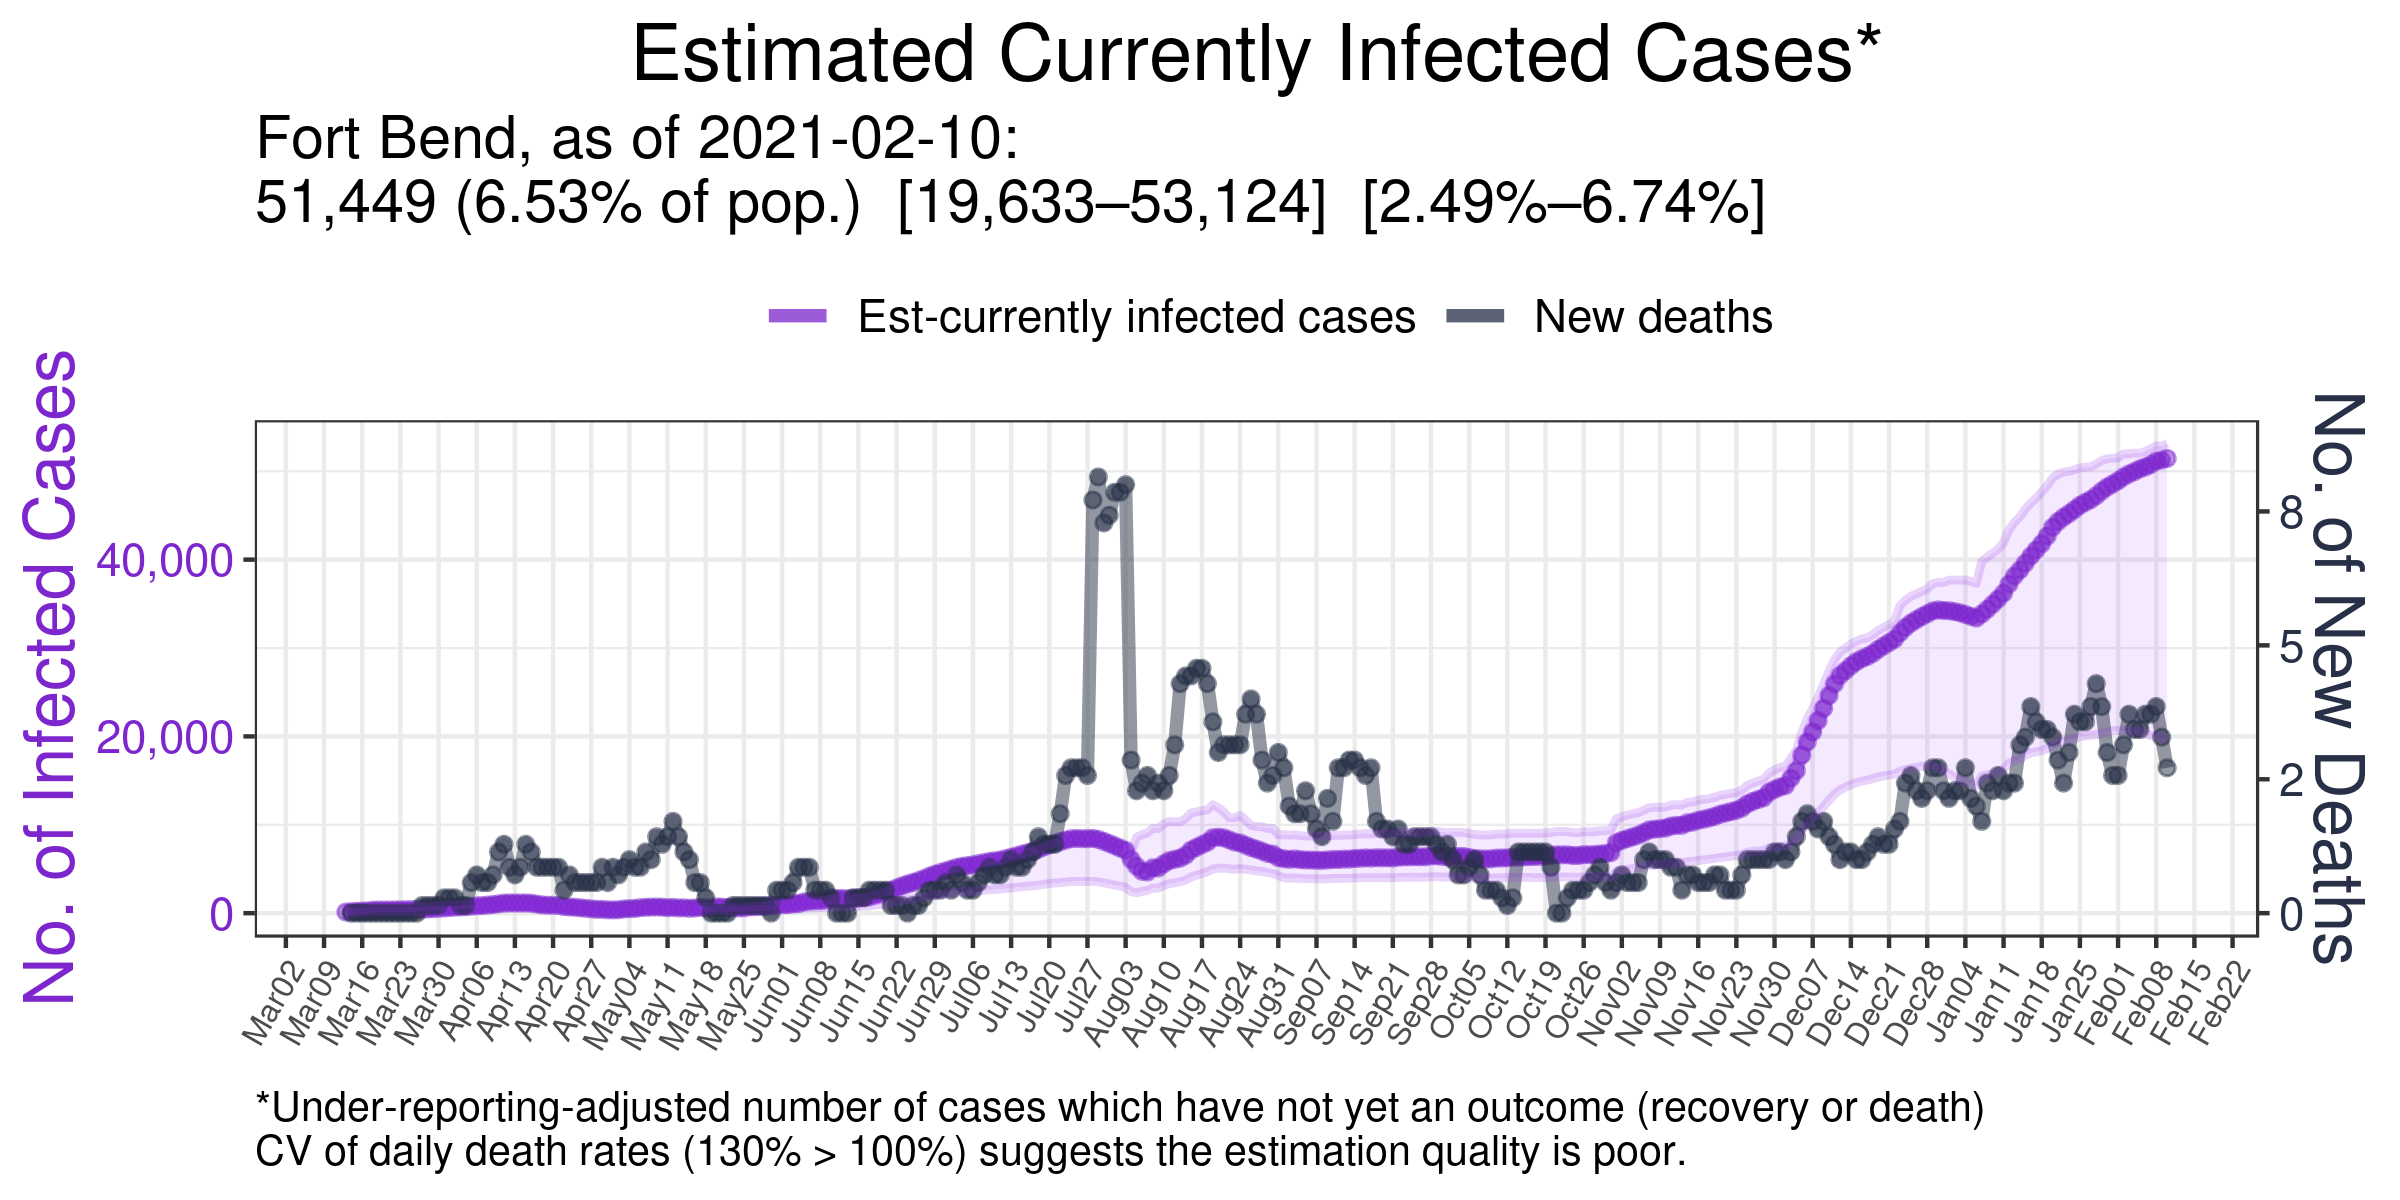 Estimated Currently Infected Cases*
Fort Bend, as of 2021-02-10:
51,449 (6.53% of pop.)  [19,633–53,124]  [2.49%–6.74%]
Est-currently infected cases
New deaths
No. of Infected Cases
40,000
20,000
0
8
5
2
0
No. of New Deaths
Mar02
Mar09
Mar16
Mar23
Mar30
Apr06
Apr13
Apr20
Apr27
May04
May11
May18
May25
Jun01
Jun08
Jun15
Jun22
Jun29
Jul06
Jul13
Jul20
Jul27
Aug03
Aug10
Aug17
Aug24
Aug31
Sep07
Sep14
Sep21
Sep28
Oct05
Oct12
Oct19
Oct26
Nov02
Nov09
Nov16
Nov23
Nov30
Dec07
Dec14
Dec21
Dec28
Jan04
Jan11
Jan18
Jan25
Feb01
Feb08
Feb15
Feb22
*Under-reporting-adjusted number of cases which have not yet an outcome (recovery or death)
CV of daily death rates (130% > 100%) suggests the estimation quality is poor.